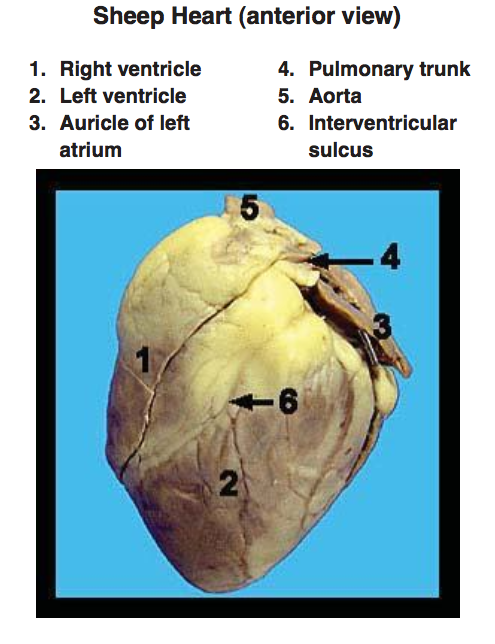 Sheep Heart (anterior view)
1. Right ventricle
2. Left ventricle
3. Auricle of left
atrium
4. Pulmonary trunk
5. Aorta
6. Interventricular
sulcus
5
4
3
1
6
2